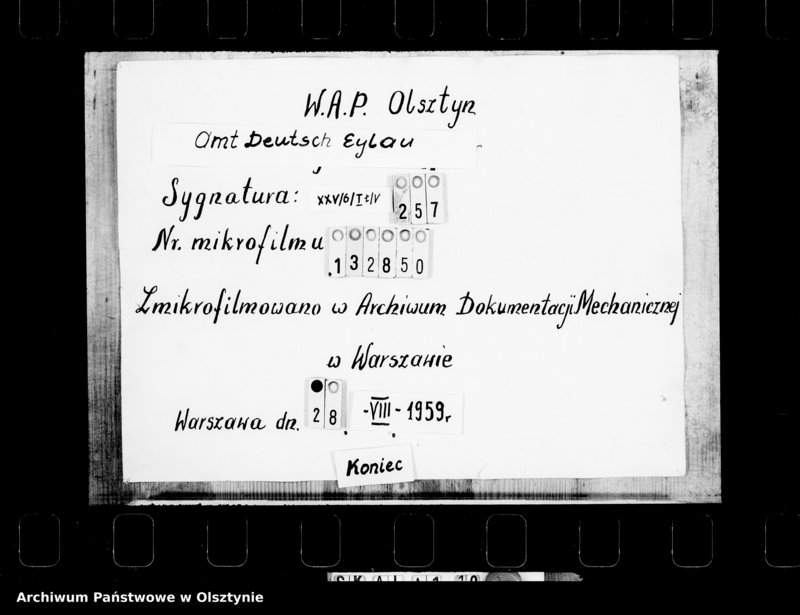 W.A.P. Olsztyn
Amt Deutsch Eylau
Sygnatura: XXV/6/I 257
Nr. mikrofilmu 132850
Zmikrofilmowano w Archiwum Dokumentacji Mechanicznej
w Warszawie
Warszawa dn. 28 -VIII- 1959r
Koniec
Archiwum Państwowe w Olsztynie